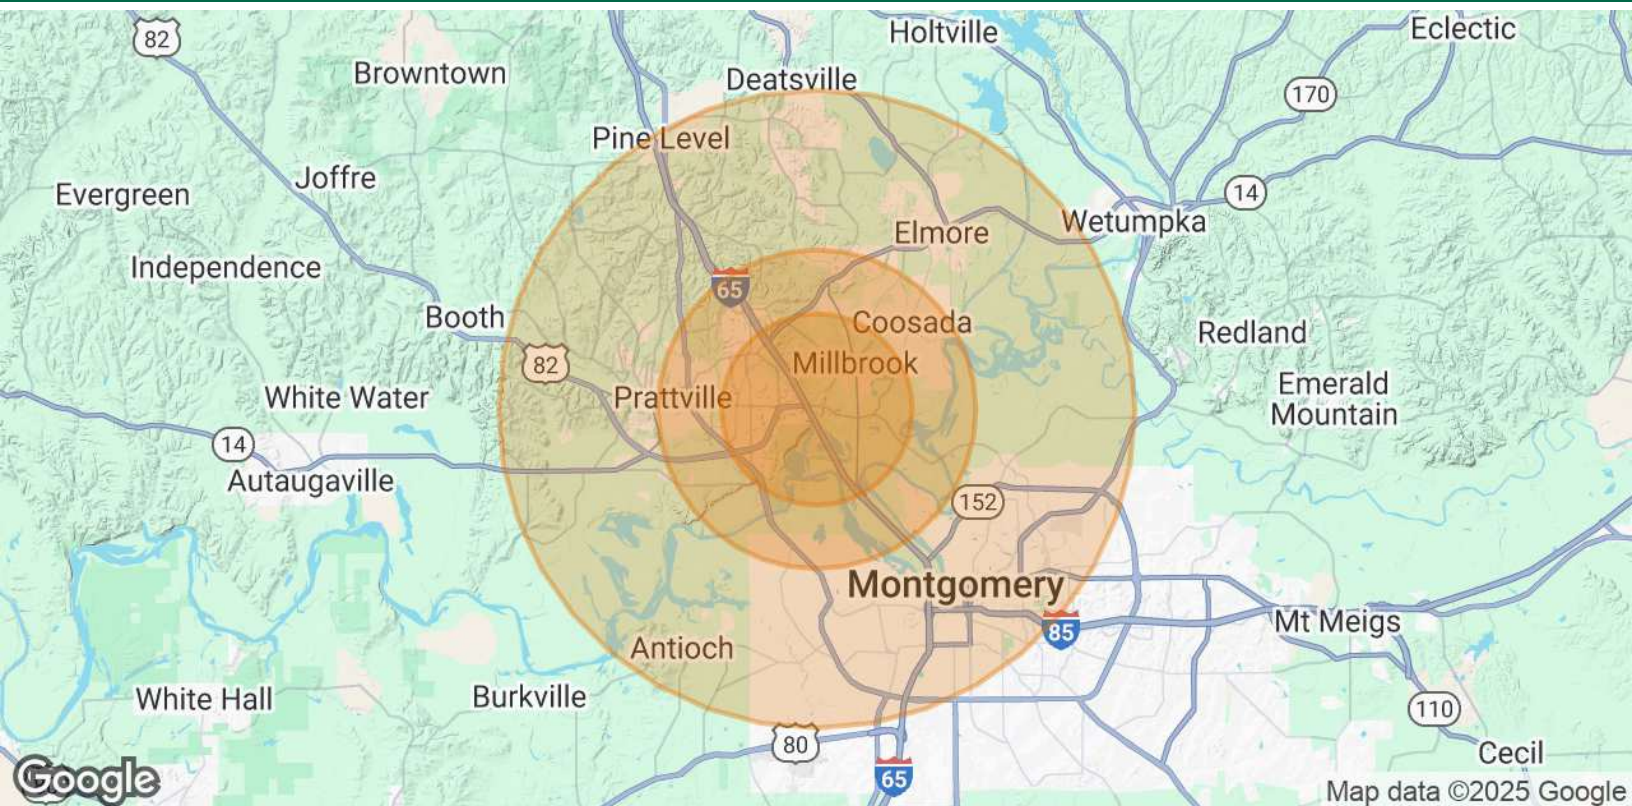 82
Holtville
Eclectic
Browntown
Deatsville
170
Pine Level
Joffre
Evergreen
14
Wetumpka
Elmore
Independence
65
Booth
Coosada
Redland
82
Millbrook
White Water
Prattville
Emerald
Mountain
14
Autaugaville
152
Montgomery
Mt Meigs
85
Antioch
White Hall
Burkville
110
80
Cecil
65
Google
Map data ©2025 Google